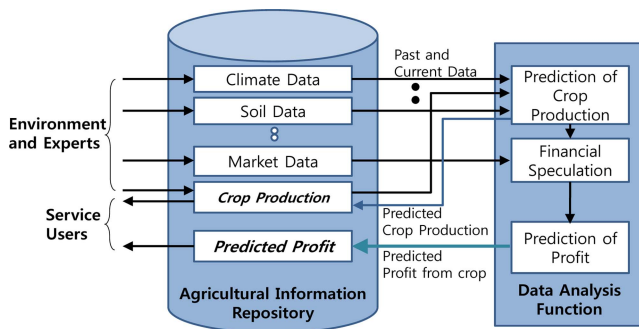 Past and
Current Data
Climate Data
Soil Data
Market Data
Crop Production
Predicted Profit
Environment
and Experts
Service
Users
Prediction of
Crop
Production
Financial
Speculation
Prediction of
Profit
Predicted
Crop Production
Predicted
Profit from crop
Agricultural Information
Repository
Data Analysis
Function